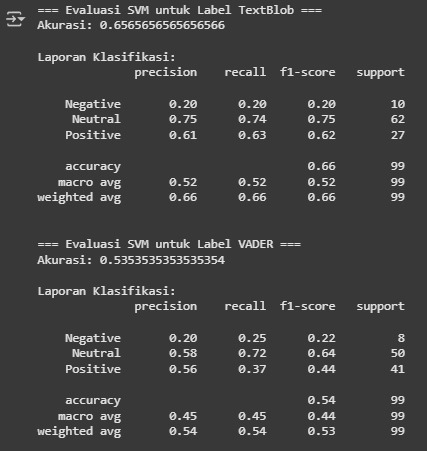 === Evaluasi SVM untuk Label TextBlob ===
Akurasi: 0.6565656565656566
Laporan Klasifikasi:
precision recall f1-score support
Negative 0.20 0.20 0.20 10
Neutral 0.75 0.74 0.75 62
Positive 0.61 0.63 0.62 27
accuracy 0.66 99
macro avg 0.52 0.52 0.52 99
weighted avg 0.66 0.66 0.66 99
=== Evaluasi SVM untuk Label VADER ===
Akurasi: 0.5353535353535354
Laporan Klasifikasi:
precision recall f1-score support
Negative 0.20 0.25 0.22 8
Neutral 0.58 0.72 0.64 50
Positive 0.56 0.37 0.44 41
accuracy 0.54 99
macro avg 0.45 0.45 0.44 99
weighted avg 0.54 0.54 0.53 99